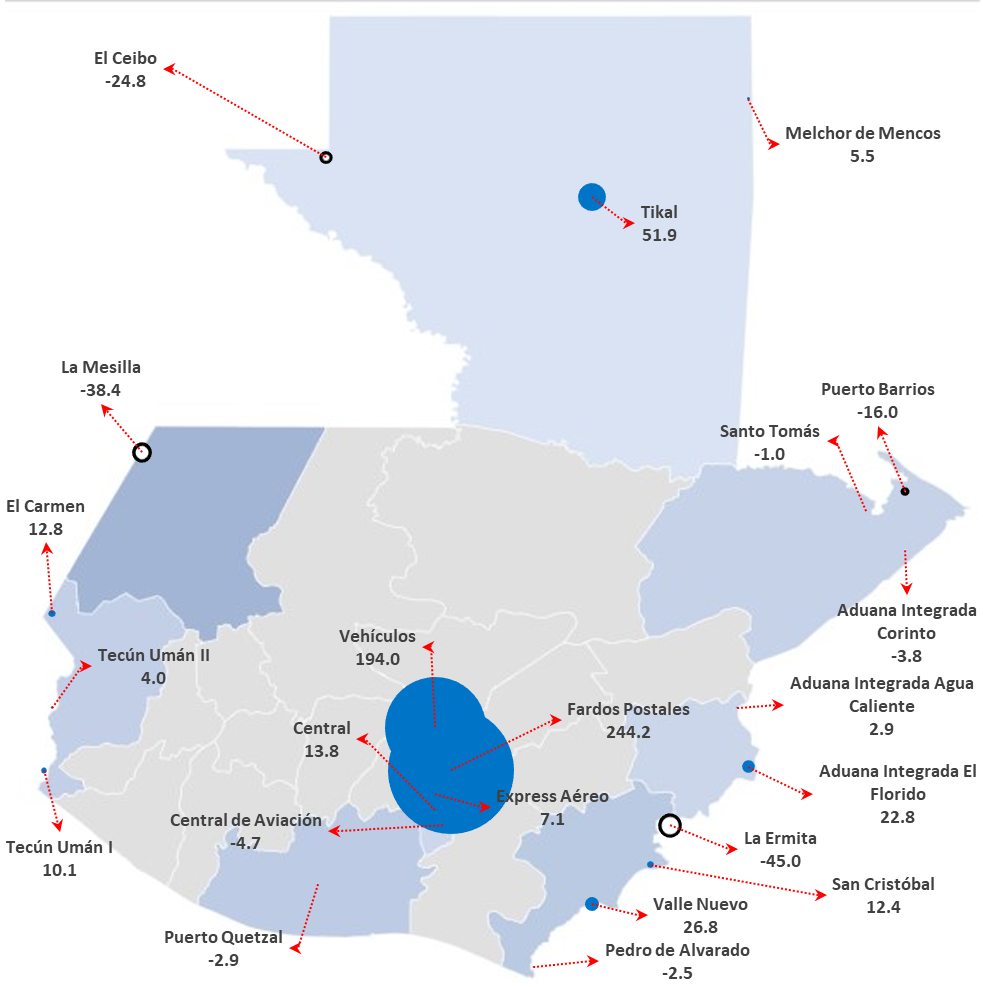 El Ceibo
-24.8
Melchor de Mencos
5.5
Tikal
51.9
La Mesilla
-38.4
Puerto Barrios
-16.0
Santo Tomás
-1.0
El Carmen
12.8
Aduana Integrada
Corinto
-3.8
Vehículos
194.0
Tecún Umán II
4.0
Aduana Integrada Agua
Caliente
2.9
Fardos Postales
244.2
Central
13.8
Aduana Integrada El
Florido
22.8
Express Aéreo
7.1
Central de Aviación
-4.7
La Ermita
-45.0
Tecún Umán I
10.1
San Cristóbal
12.4
Valle Nuevo
26.8
Puerto Quetzal
-2.9
Pedro de Alvarado
-2.5